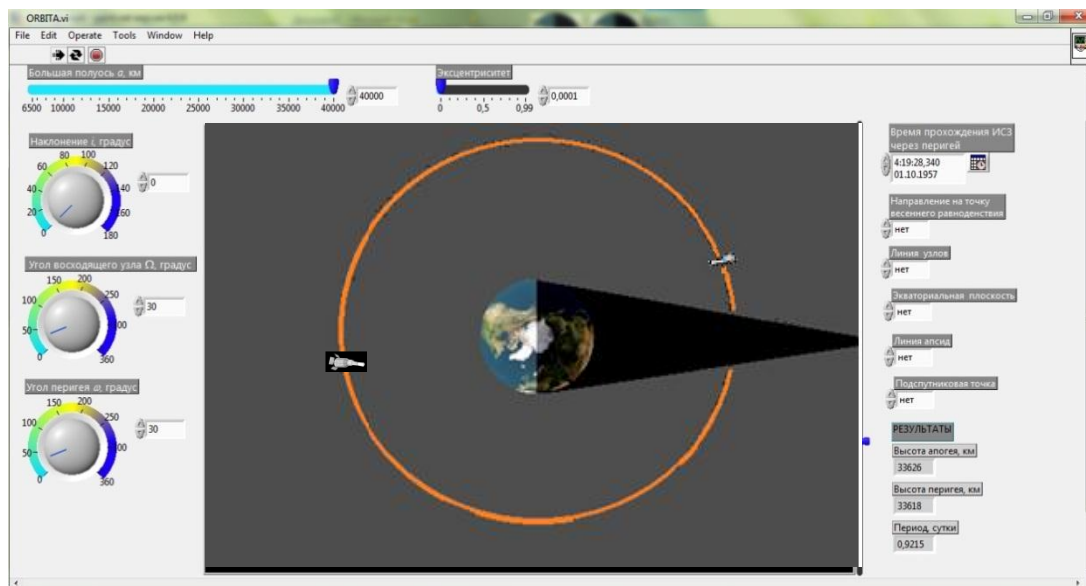 ORBITA.vi
File Edit Operate Tools Window Help
Большая полуось a, км
6500 10000 15000 20000 25000 30000 35000 40000
40000
Эксцентриситет
0 0,5 0,99
0,0001
Наклонение i, градус
0 20 40 60 80 100 120 140 160 180
0
Угол восходящего узла Ω, градус
0 50 100 150 200 250 300 360
30
Угол перигея ω, градус
0 50 100 150 200 250 300 360
30
Время прохождения ИСЗ
через перигей
4:19:28,340
01.10.1957
Направление на точку
весеннего равноденствия
нет
Линия узлов
нет
Экваториальная плоскость
нет
Линия апсид
нет
Подспутниковая точка
нет
РЕЗУЛЬТАТЫ
Высота апогея, км
33626
Высота перигея, км
33618
Период, сутки
0,9215